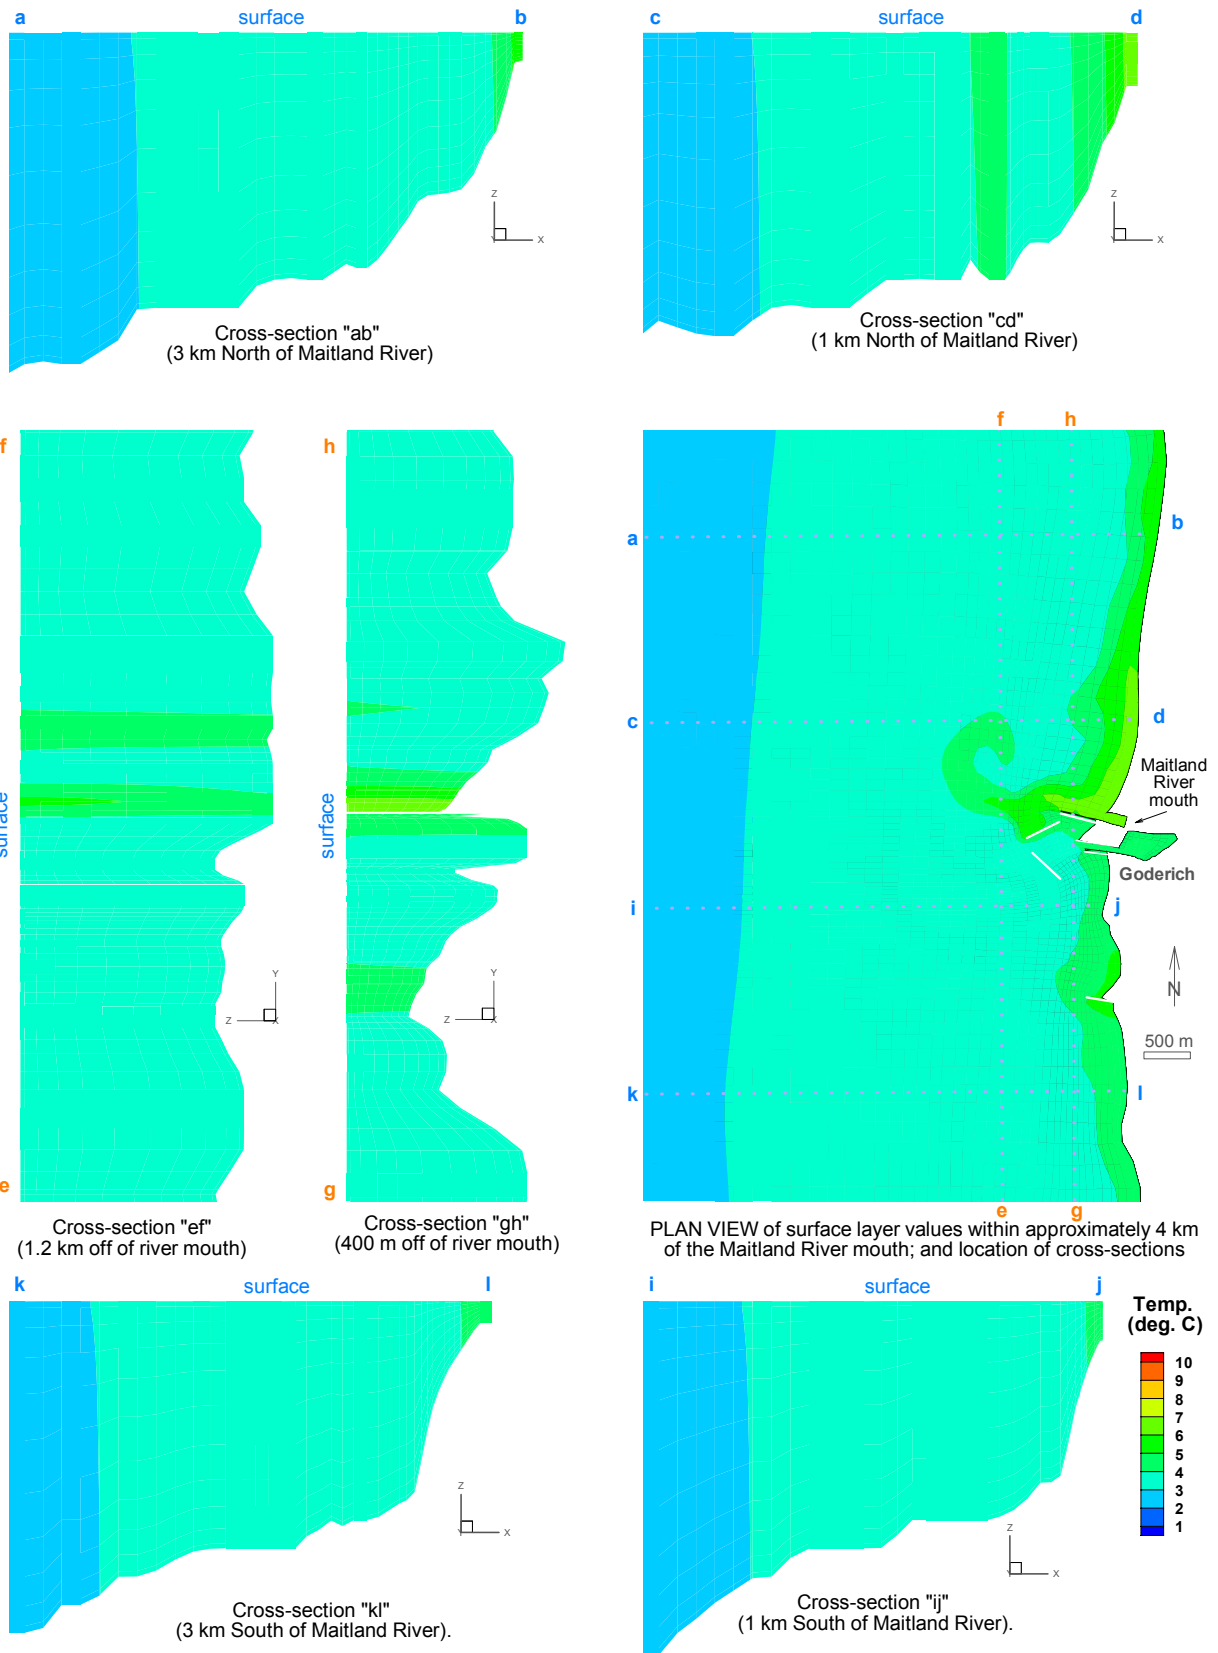 a surface b
c surface d
Z
Y X
Z
Y X
Cross-section "ab"
(3 km North of Maitland River)
Cross-section "cd"
(1 km North of Maitland River)
f
surface
Y
Z X
e
Cross-section "ef"
(1.2 km off of river mouth)
h
surface
Y
Z X
g
Cross-section "gh"
(400 m off of river mouth)
f h
a b
c d
Maitland
River
mouth
Goderich
i j
N
500 m
k l
e g
PLAN VIEW of surface layer values within approximately 4 km
of the Maitland River mouth; and location of cross-sections
k surface l
Z
Y X
Cross-section "kl"
(3 km South of Maitland River).
i surface j
Z
Y X
Cross-section "ij"
(1 km South of Maitland River).
Temp.
(deg. C)
10
9
8
7
6
5
4
3
2
1